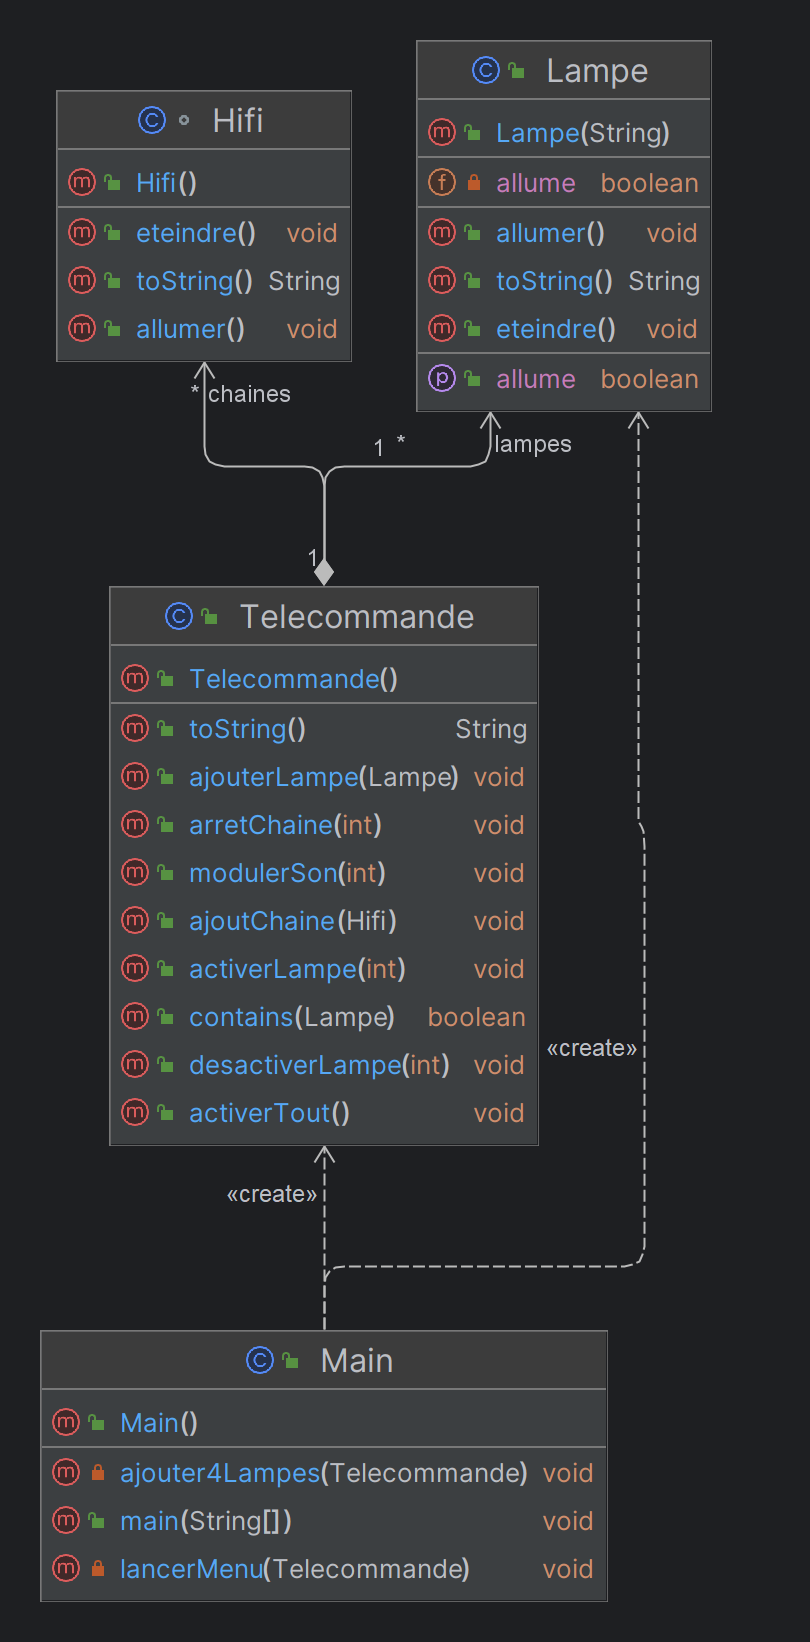 Lampe
Lampe(String)
allume boolean
allumer() void
toString() String
eteindre() void
allume boolean
Hifi
Hifi()
eteindre() void
toString() String
allumer() void
* chaines
1 *
lampes
1
Telecommande
Telecommande()
toString() String
ajouterLampe(Lampe) void
arretChaine(int) void
modulerSon(int) void
ajoutChaine(Hifi) void
activerLampe(int) void
contains(Lampe) boolean
desactiverLampe(int) void
activerTout() void
«create»
«create»
Main
Main()
ajouter4Lampes(Telecommande) void
main(String[]) void
lancerMenu(Telecommande) void